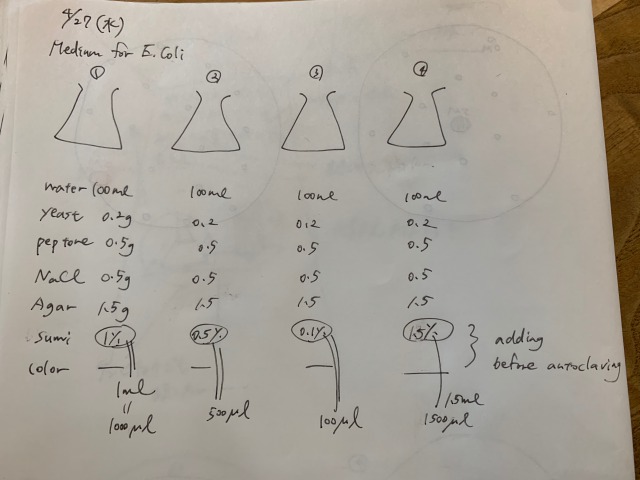 4/27 (水)
Medium for E. Coli
① ② ③ ④
water 100ml 100ml 100ml 100ml
yeast 0.2g 0.2 0.2 0.2
peptone 0.5g 0.5 0.5 0.5
NaCl 0.5g 0.5 0.5 0.5
Agar 1.5g 1.5 1.5 1.5
Sumi 1% 0.5% 0.1% 1.5% } adding
color — — — — before autoclaving
1ml 1.5ml
=
1000μl 500μl 100μl 1500μl